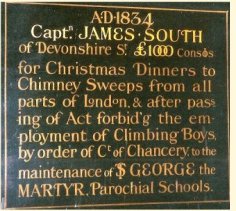 AD·1834
Capt.n JAMES·SOUTH
of Devonshire St. £1000 Consols
for Christmas Dinners to
Chimney Sweeps from all
parts of London, & after pass
ing of Act forbid'g the em-
ployment of Climbing Boys,
by order of Ct. of Chancery, to the
maintenance of St GEORGE the
MARTYR, Parochial Schools.